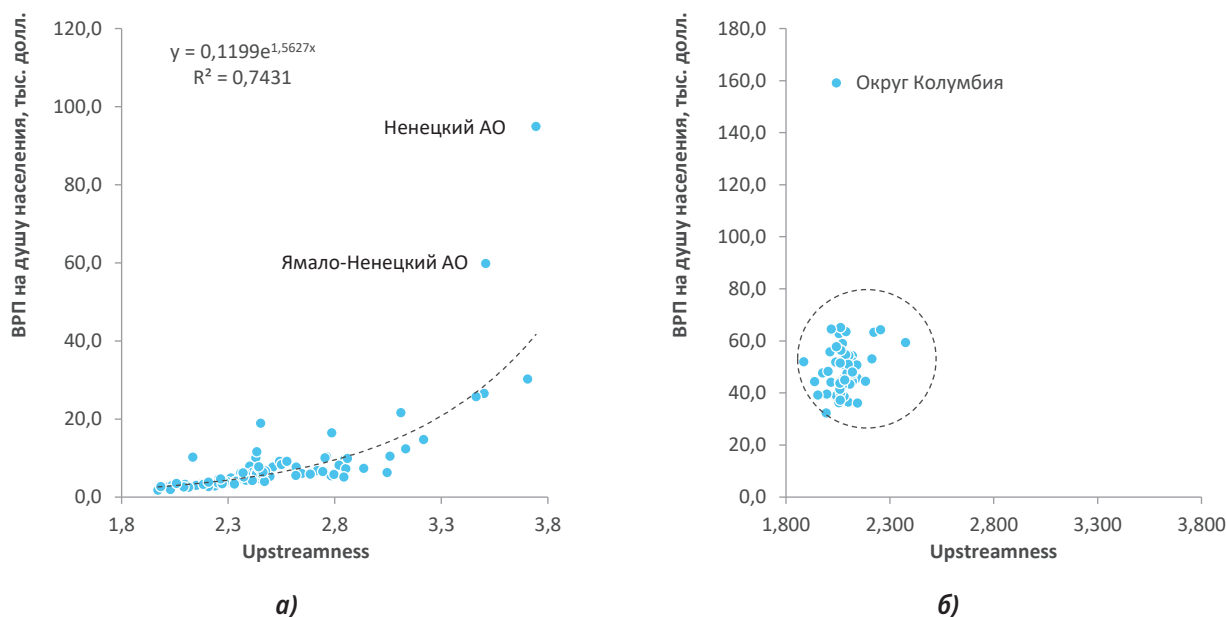 ВРП на душу населения, тыс. долл.
120,0
100,0
80,0
60,0
40,0
20,0
0,0
y = 0,1199e^1,5627x
R² = 0,7431
Ненецкий АО
Ямало-Ненецкий АО
1,8 2,3 2,8 3,3 3,8
Upstreamness
а)
ВРП на душу населения, тыс. долл.
180,0
160,0
140,0
120,0
180,0
100,0
80,0
60,0
40,0
20,0
0,0
Округ Колумбия
1,800 2,300 2,800 3,300 3,800
Upstreamness
б)